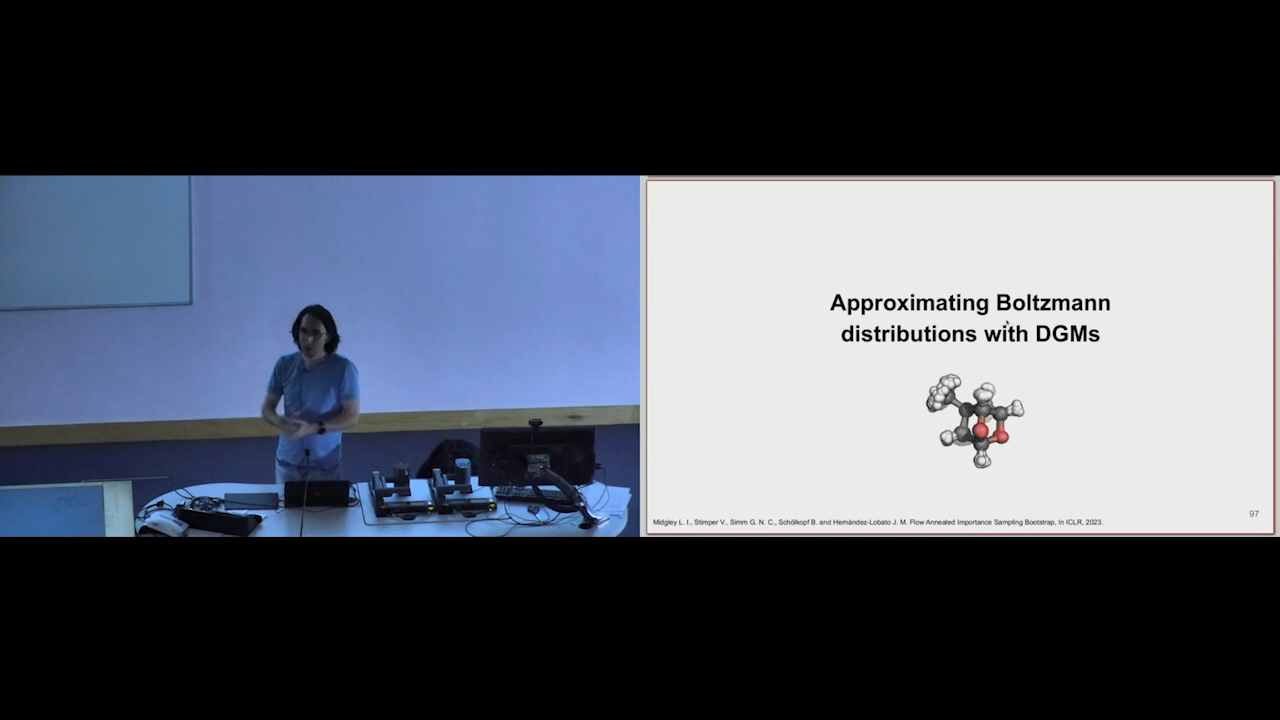 Approximating Boltzmann
distributions with DGMs
Midgley L. I., Stimper V., Simm G. N. C., Schölkopf B. and Hernández-Lobato J. M. Flow Annealed Importance Sampling Bootstrap, In ICLR, 2023.
97